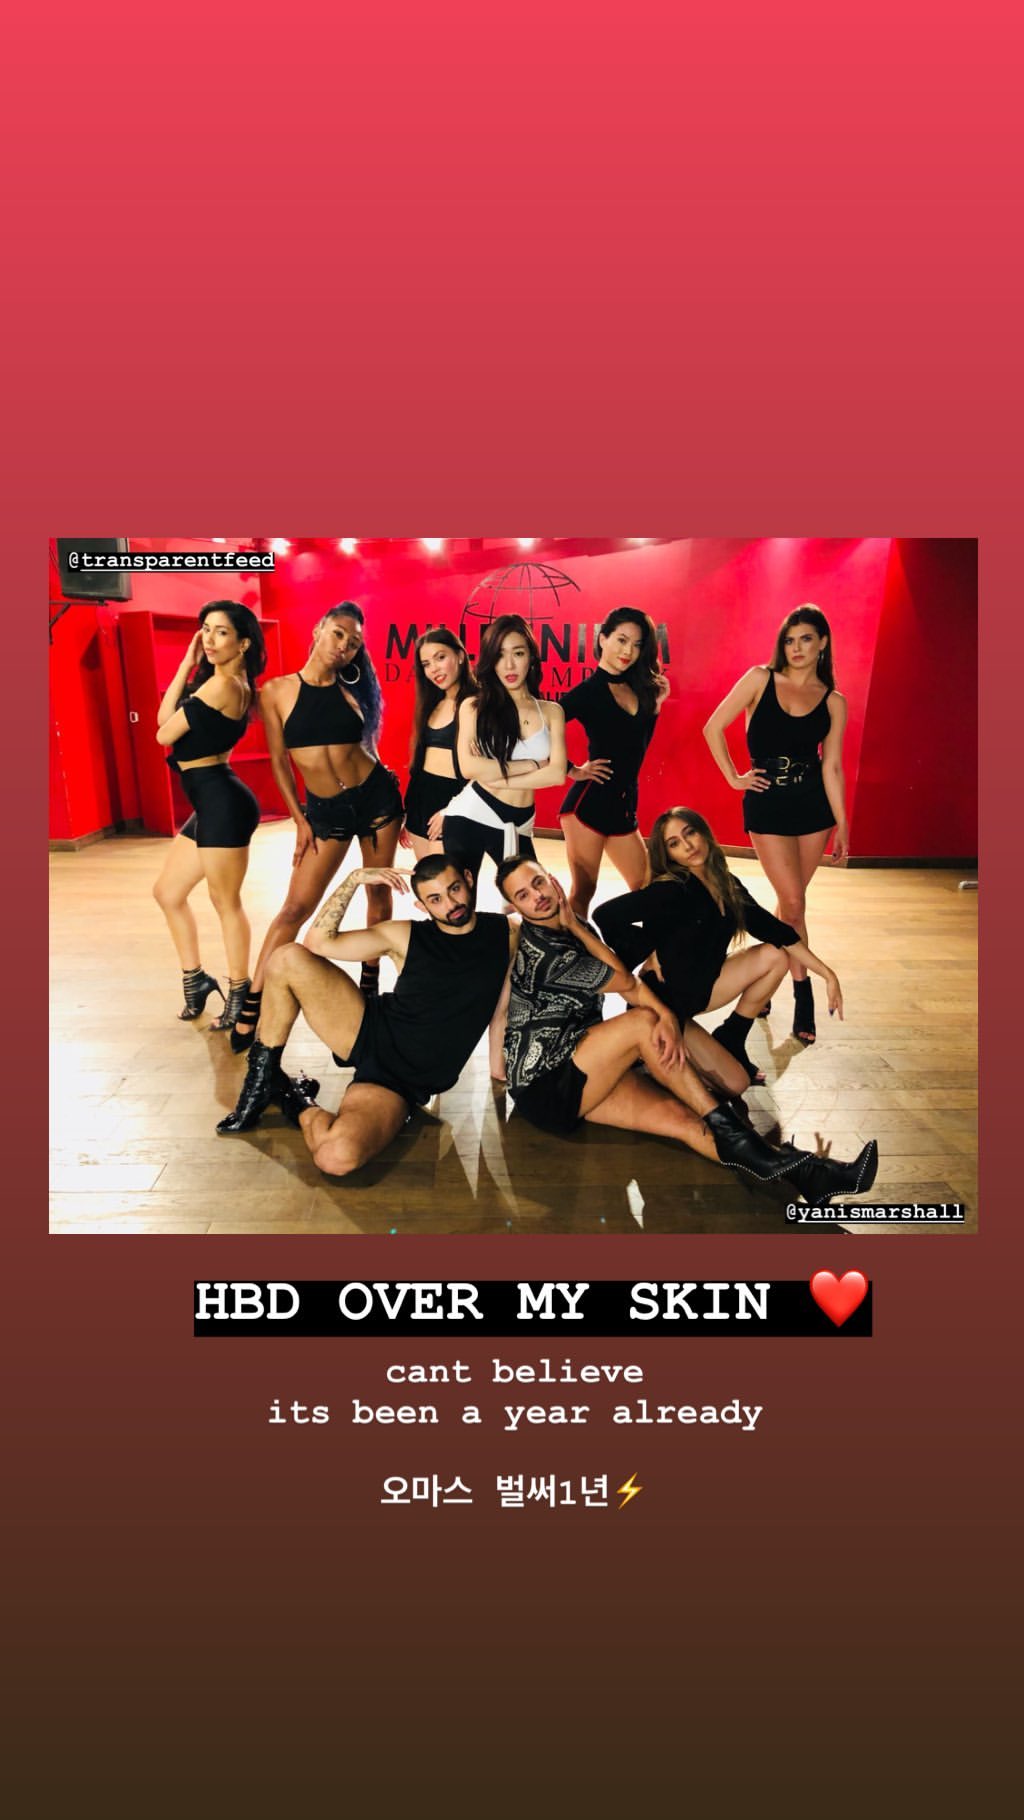 @transparentfeed
MILLENNIUM
@yanismarshall
HBD OVER MY SKIN ❤️
cant believe
its been a year already
오마스 벌써1년⚡